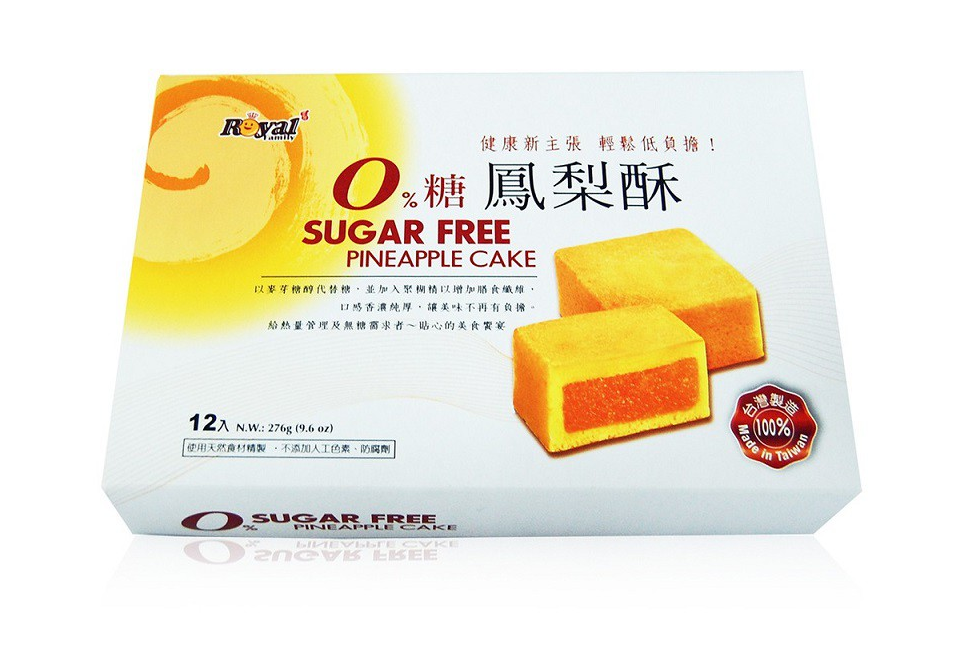 Royal
family
健康新主張 輕鬆低負擔！
0%糖 鳳梨酥
SUGAR FREE
PINEAPPLE CAKE
以麥芽糖醇代替糖，並加入聚糊精以增加膳食纖維，
口感香濃純厚，讓美味不再有負擔。
給熱量管理及無糖需求者～貼心的美食饗宴
12入 N.W.: 276g (9.6 oz)
使用天然食材精製 ，不添加人工色素、防腐劑
台灣製造
100%
Made in Taiwan
0% SUGAR FREE
PINEAPPLE CAKE